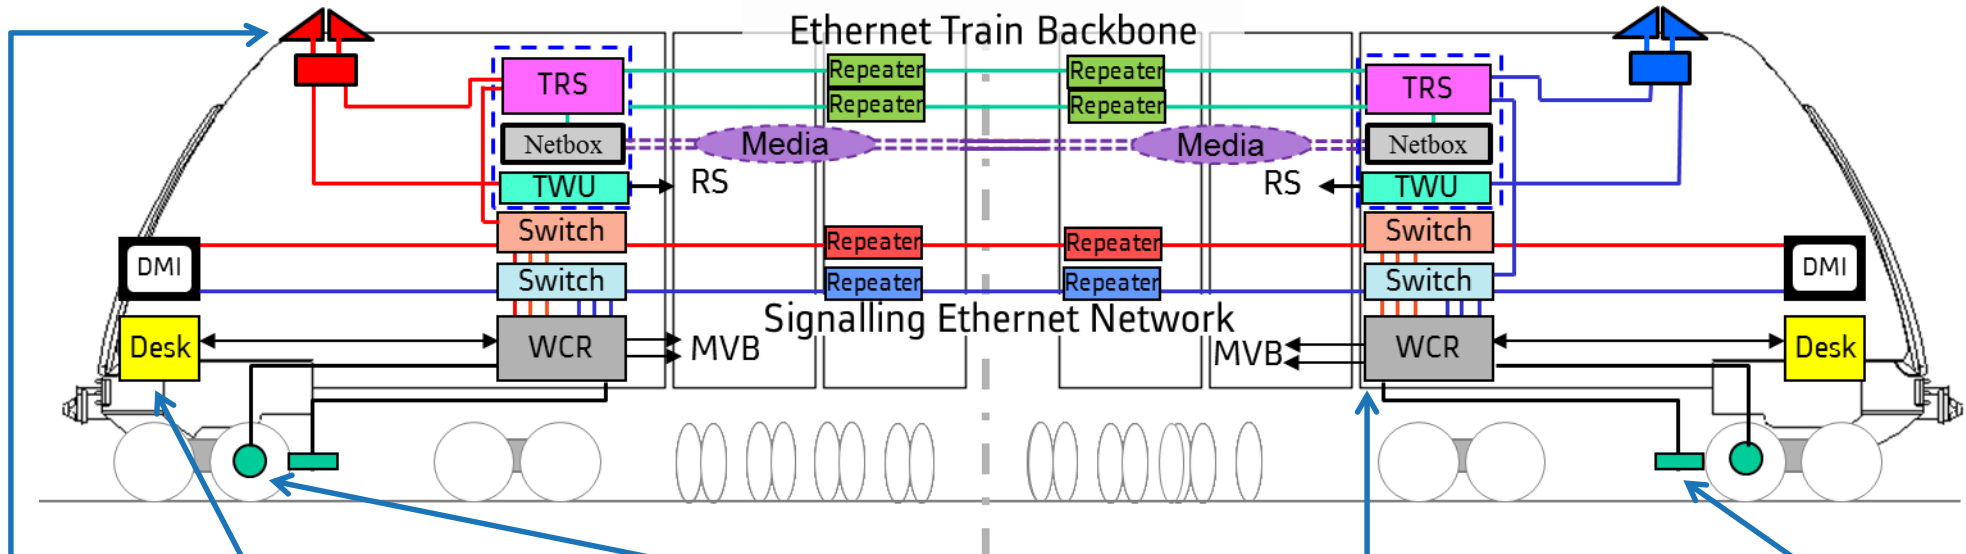 Ethernet Train Backbone
TRS
Repeater
Repeater
TRS
Repeater
Repeater
Netbox
Media
Media
Netbox
TWU
RS
RS
TWU
Switch
Repeater
Repeater
Switch
DMI
Switch
Repeater
Repeater
Switch
DMI
Signalling Ethernet Network
Desk
WCR
MVB
MVB
WCR
Desk